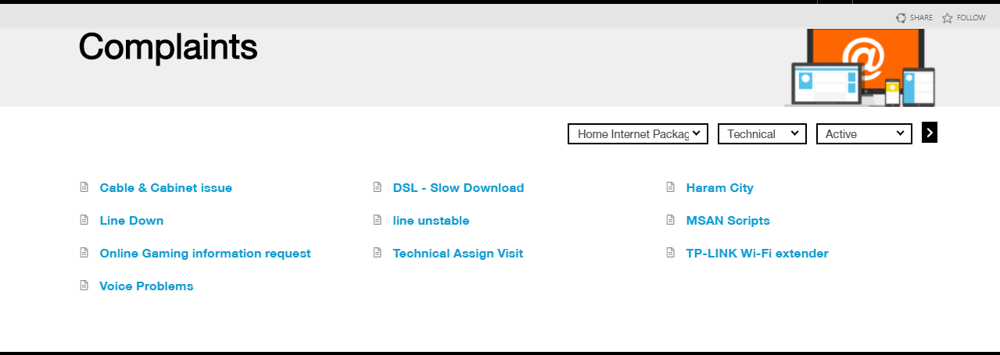 SHARE FOLLOW
Complaints
@
Home Internet Packag Technical Active
Cable & Cabinet issue DSL - Slow Download Haram City
Line Down line unstable MSAN Scripts
Online Gaming information request Technical Assign Visit TP-LINK Wi-Fi extender
Voice Problems